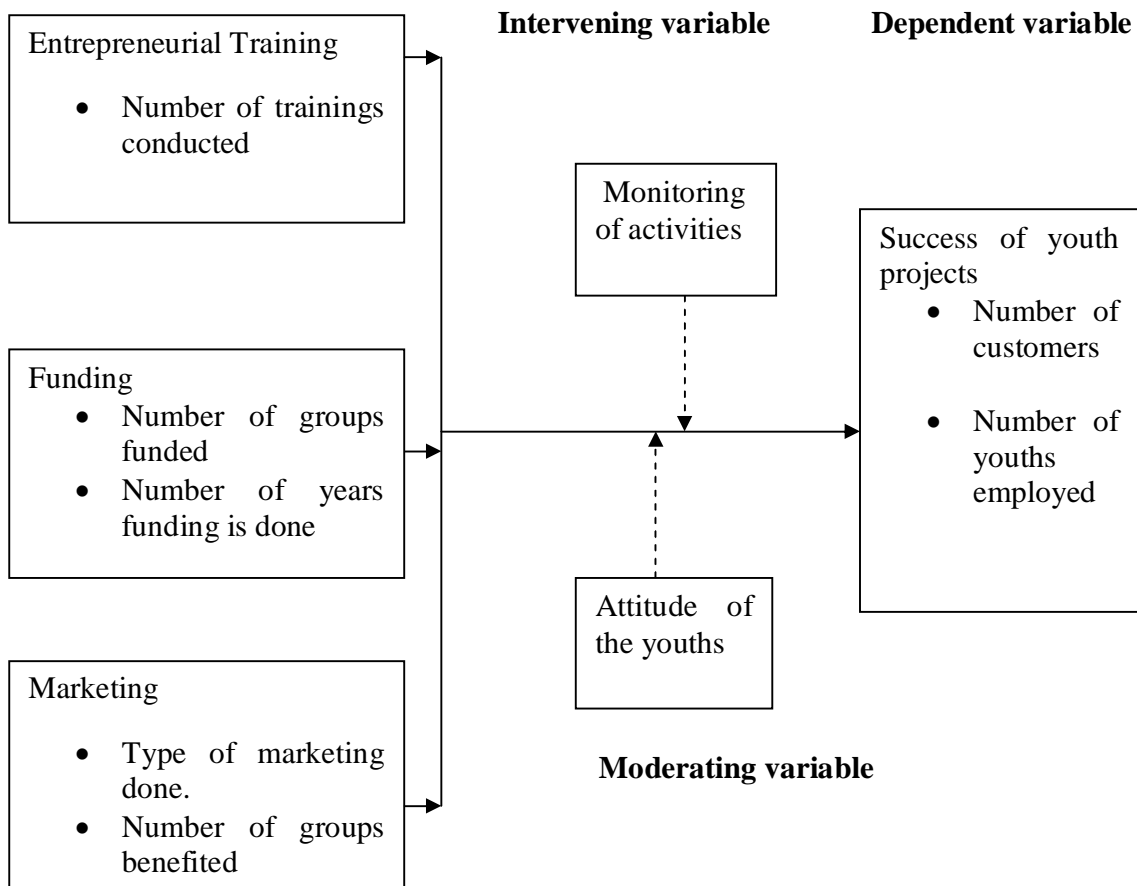 Intervening variable
Dependent variable
Entrepreneurial Training
• Number of trainings
conducted
Monitoring
of activities
Success of youth
projects
• Number of
customers
• Number of
youths
employed
Funding
• Number of groups
funded
• Number of years
funding is done
Attitude of
the youths
Marketing
• Type of marketing
done.
• Number of groups
benefited
Moderating variable